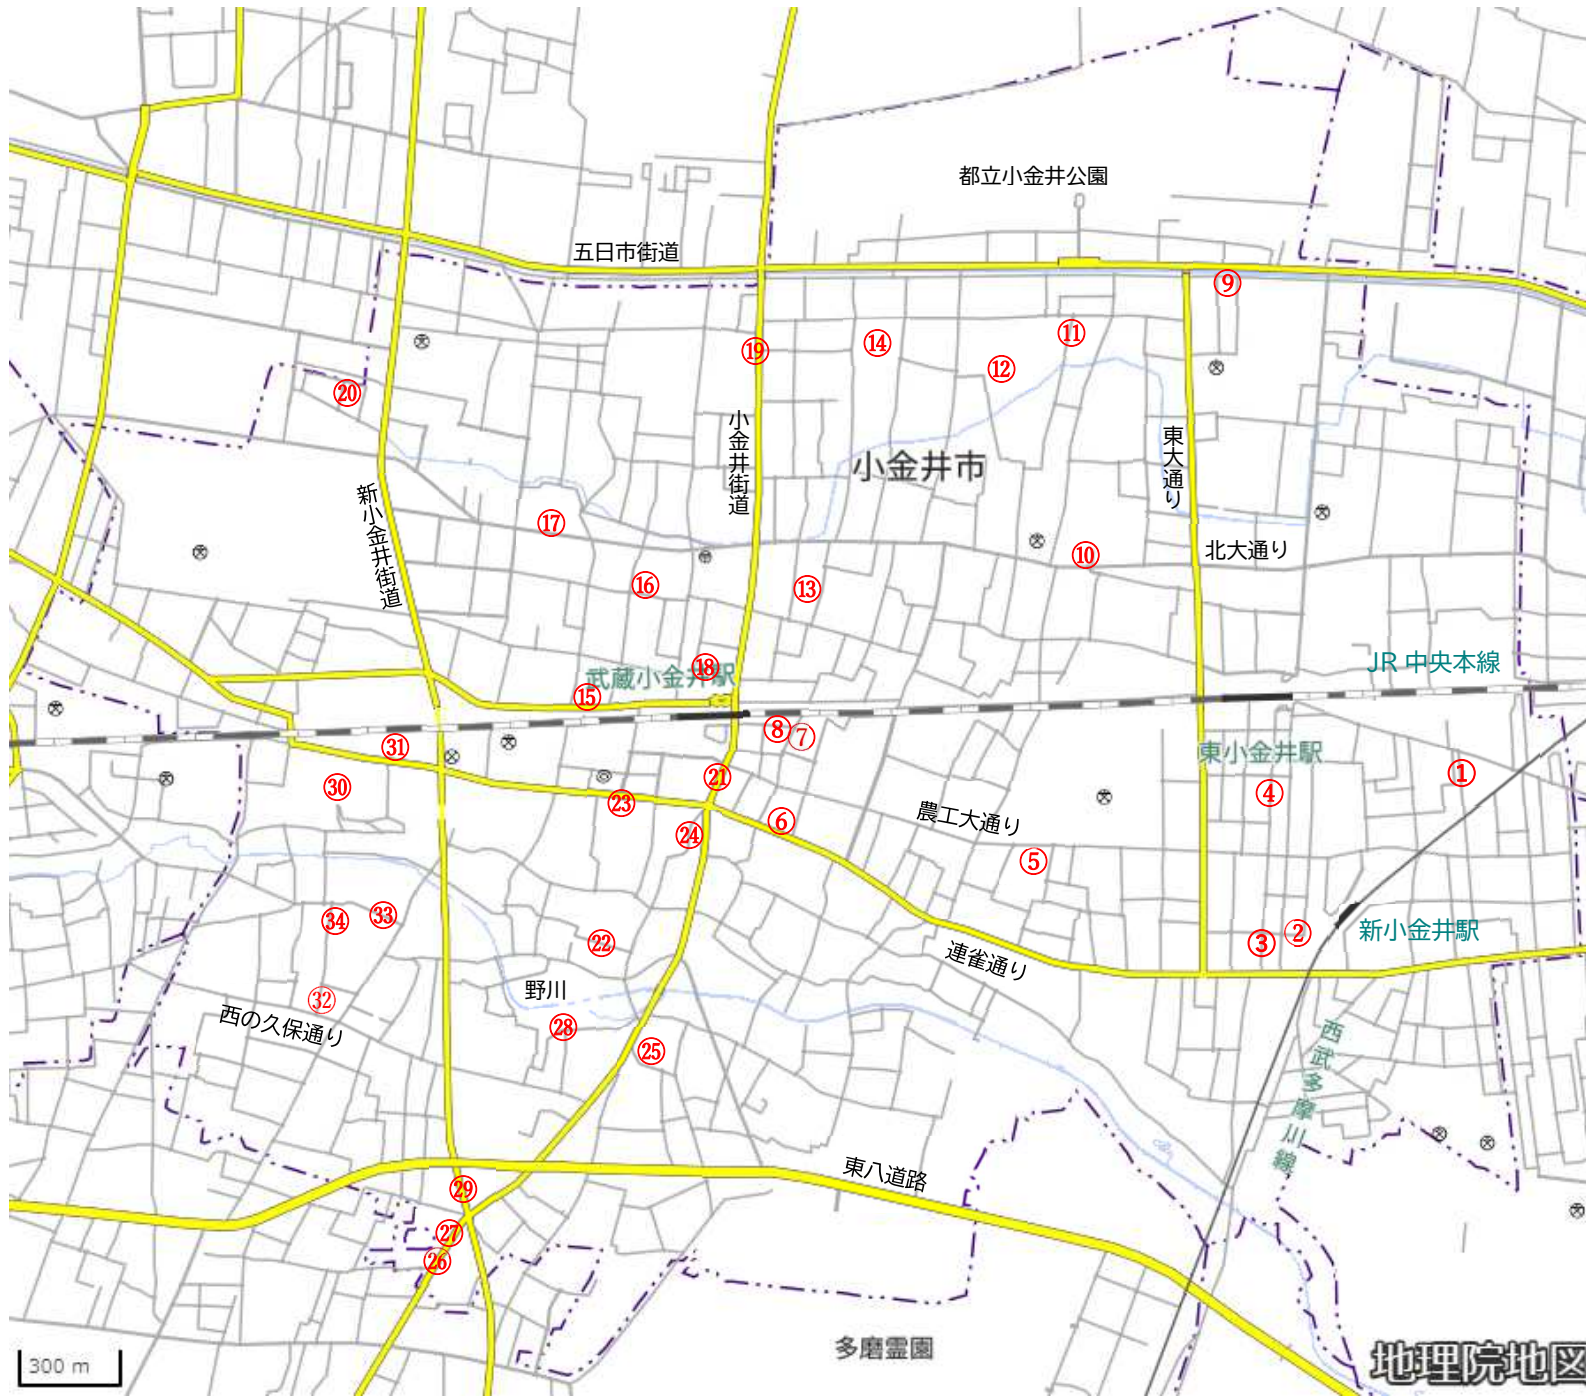 都立小金井公園
五日市街道
⑨
⑪
⑭
⑲
⑫
⑳
小金井街道
東大通り
小金井市
新小金井街道
⑰
北大通り
⑩
⑯
⑬
JR 中央本線
⑱
武蔵小金井駅
⑮
⑧
⑦
㉛
東小金井駅
①
㉑
㉚
④
㉓
⑥
農工大通り
㉔
⑤
㉞
㉝
㉒
連雀通り
③
②
新小金井駅
野川
㉜
西の久保通り
㉘
㉕
西武多摩川線
東八道路
㉙
㉗
㉖
多磨霊園
300 m
地理院地図